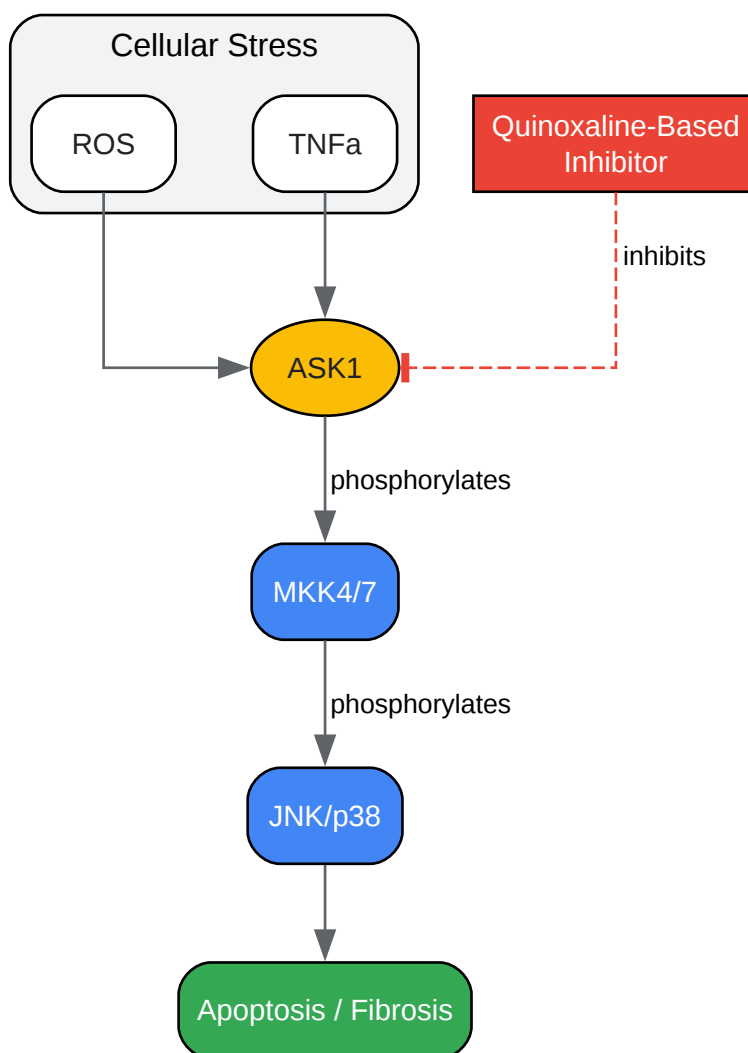 Cellular Stress
ROS
TNFa
Quinoxaline-Based
Inhibitor
inhibits
ASK1
phosphorylates
MKK4/7
phosphorylates
JNK/p38
Apoptosis / Fibrosis